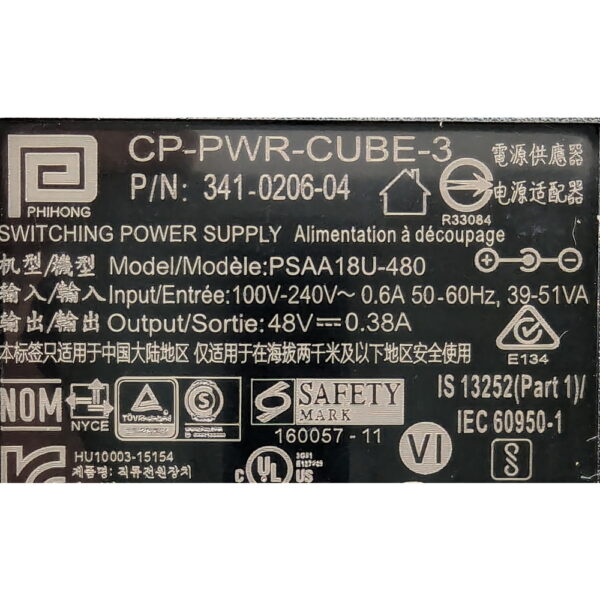 CP-PWR-CUBE-3
P/N: 341-0206-04
電源供應器
电源适配器
PHIHONG
R33084
SWITCHING POWER SUPPLY Alimentation à découpage
机型/機型 Model/Modèle:PSAA18U-480
輸入/输入 Input/Entrée:100V-240V~ 0.6A 50-60Hz, 39-51VA
输出/輸出 Output/Sortie:48V⎓0.38A
E134
本标签只适用于中国大陆地区 仅适用于在海拔两千米及以下地区安全使用
NOM
NYCE
TÜV
S
SAFETY
MARK
160057-11
IS 13252(Part 1)/
IEC 60950-1
VI
HU10003-15154
제품명: 직류전원장치
c UL US
S